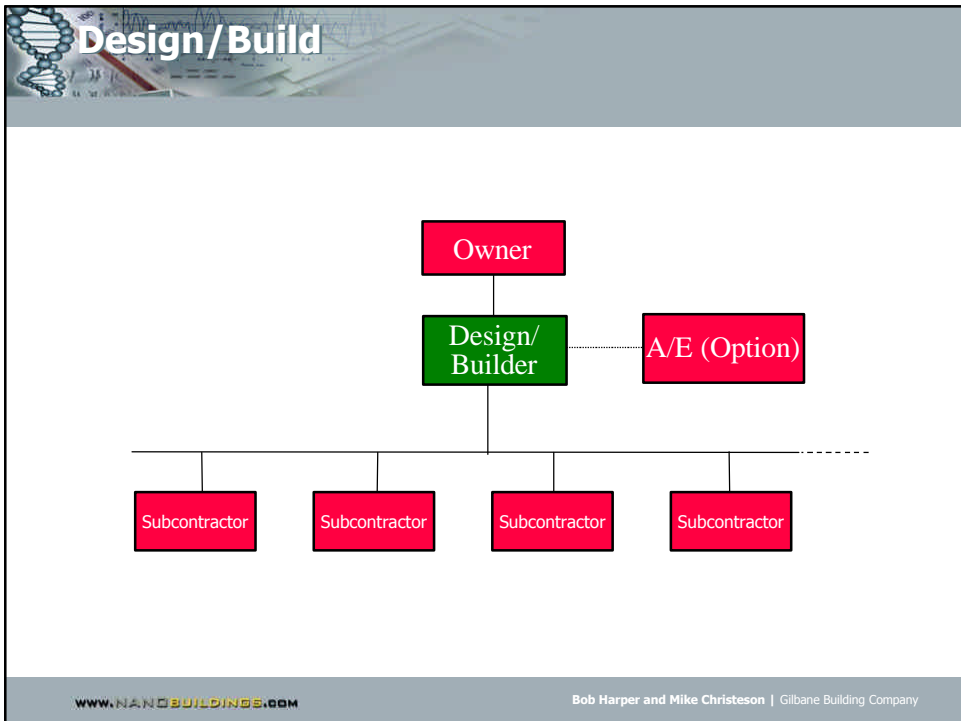 Design/Build
Owner
Design/
Builder
A/E (Option)
Subcontractor
Subcontractor
Subcontractor
Subcontractor
www.NANOBUILDINGS.com
Bob Harper and Mike Christeson | Gilbane Building Company